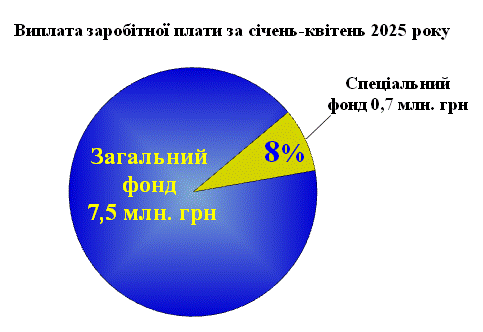 Виплата заробітної плати за січень-квітень 2025 року
Спеціальний
фонд 0,7 млн. грн
8%
Загальний
фонд
7,5 млн. грн